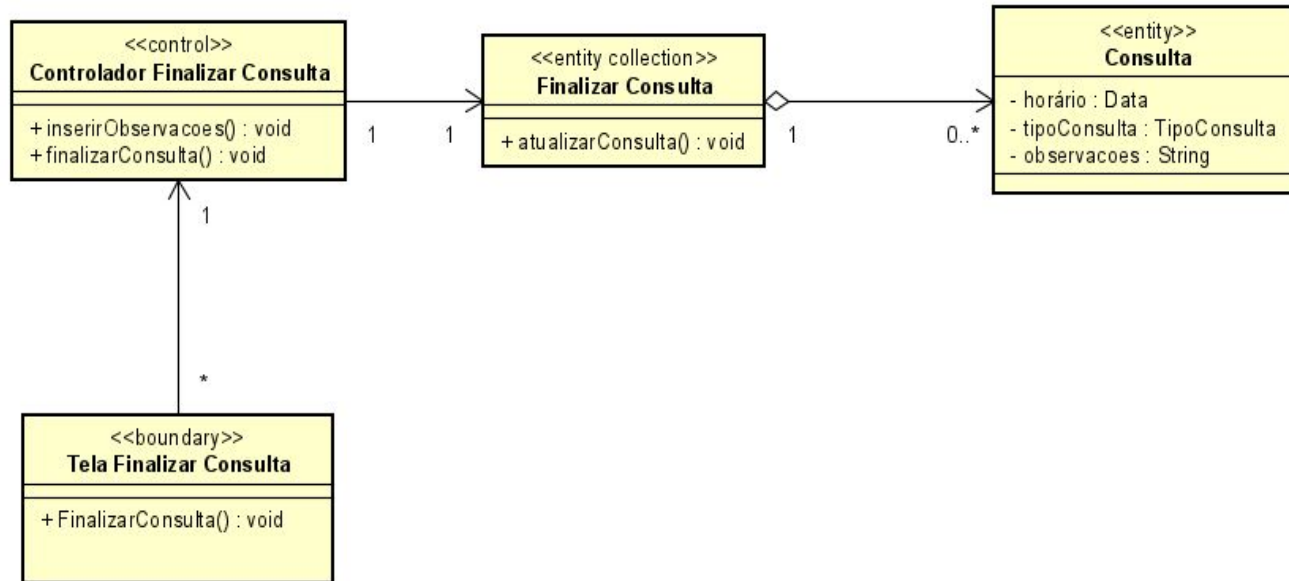 <<control>>
Controlador Finalizar Consulta
+ inserirObservacoes() : void
+ finalizarConsulta() : void
1
1
<<entity collection>>
Finalizar Consulta
+ atualizarConsulta() : void
1
0..*
<<entity>>
Consulta
- horário : Data
- tipoConsulta : TipoConsulta
- observacoes : String
1
*
<<boundary>>
Tela Finalizar Consulta
+ FinalizarConsulta() : void